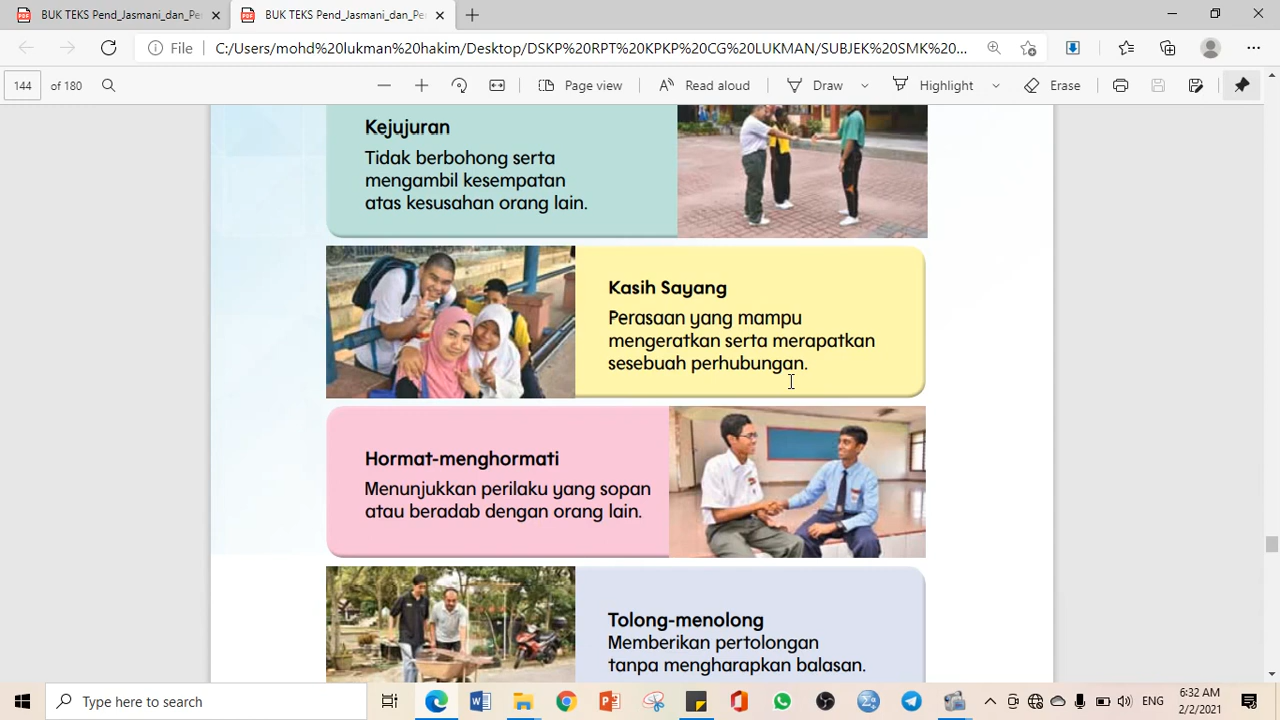 BUK TEKS Pend_Jasmani_dan_Pe
BUK TEKS Pend_Jasmani_dan_Pe
File
C:/Users/mohd%20lukman%20hakim/Desktop/DSKP%20RPT%20KPKP%20CG%20LUKMAN/SUBJEK%20SMK%20...
144 of 180
Page view
Read aloud
Draw
Highlight
Erase
Kejujuran
Tidak berbohong serta
mengambil kesempatan
atas kesusahan orang lain.
Kasih Sayang
Perasaan yang mampu
mengeratkan serta merapatkan
sesebuah perhubungan.
Hormat-menghormati
Menunjukkan perilaku yang sopan
atau beradab dengan orang lain.
Tolong-menolong
Memberikan pertolongan
tanpa mengharapkan balasan.
Type here to search
ENG
6:32 AM
2/2/2021